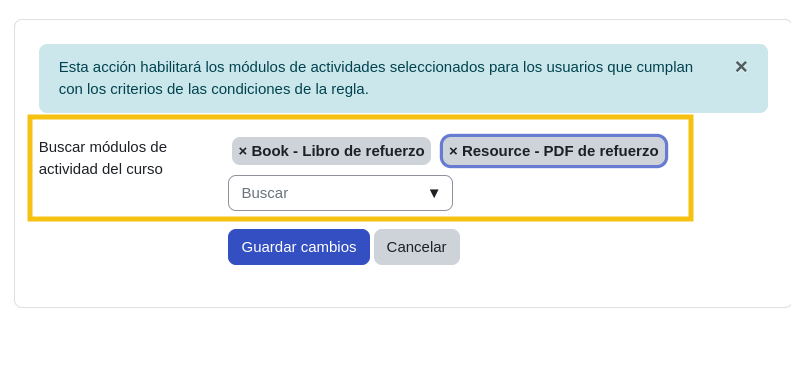 Esta acción habilitará los módulos de actividades seleccionados para los usuarios que cumplan
con los criterios de las condiciones de la regla.
×
Buscar módulos de
actividad del curso
× Book - Libro de refuerzo
× Resource - PDF de refuerzo
Buscar ▼
Guardar cambios
Cancelar